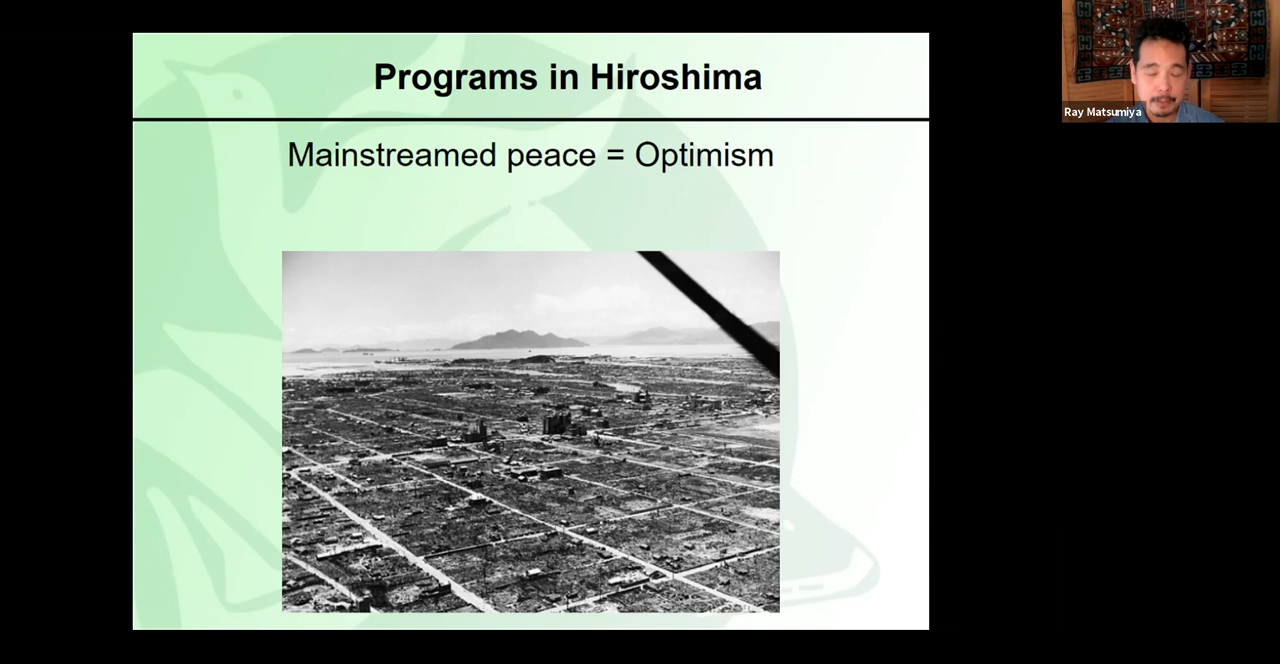 Programs in Hiroshima
Mainstreamed peace = Optimism
Ray Matsumiya